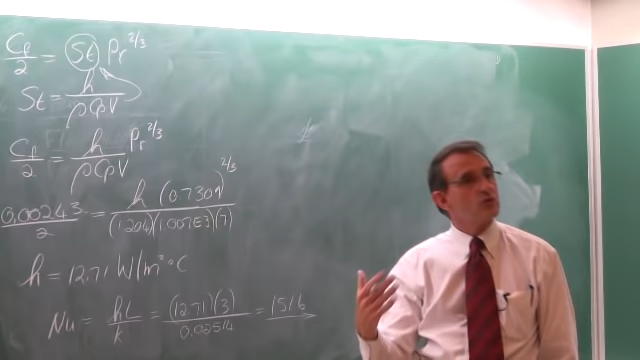 Cf/2 = St Pr^2/3
St = h/ρCpV
Cf/2 = h/ρCpV Pr^2/3
0.00243/2 = h (0.7309)^2/3/(1.204)(1.007E3)(7)
h = 12.71 W/m²°C
Nu = hL/k = (12.71)(3)/0.02514 = 1516